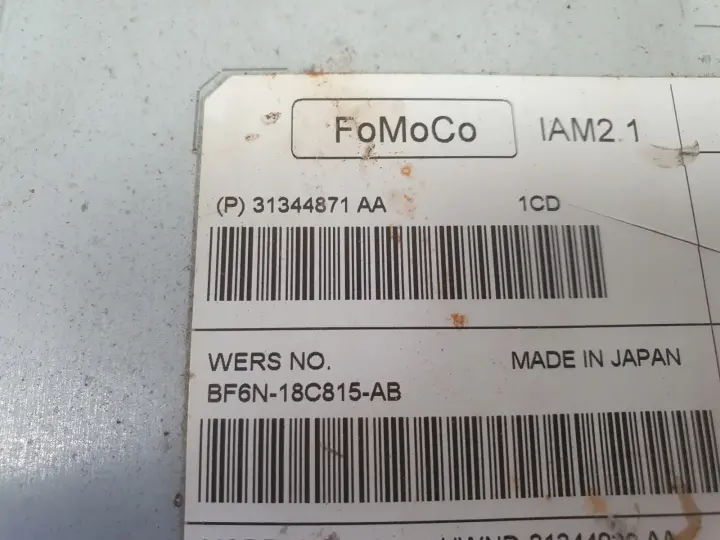 FoMoCo IAM2.1
(P) 31344871 AA 1CD
WERS NO. MADE IN JAPAN
BF6N-18C815-AB